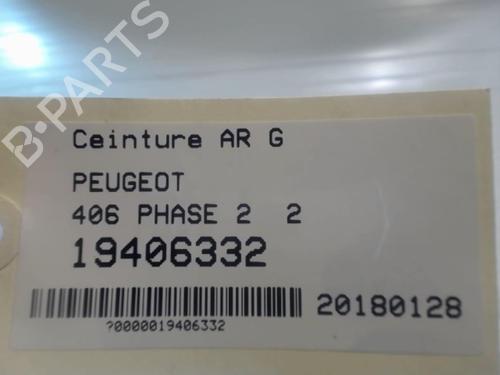 B-PARTS
Ceinture AR G
PEUGEOT
406 PHASE 2 2
19406332
20180128
?0000019406332